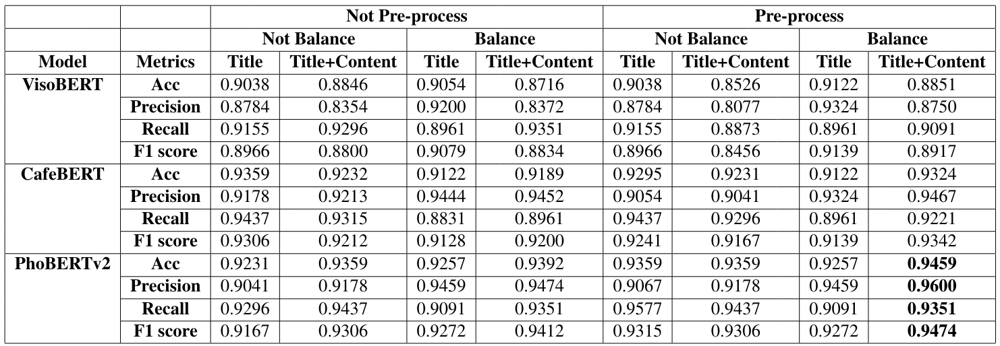 Not Pre-process Pre-process
Not Balance Balance Not Balance Balance
Model Metrics Title Title+Content Title Title+Content Title Title+Content Title Title+Content
VisoBERT Acc 0.9038 0.8846 0.9054 0.8716 0.9038 0.8526 0.9122 0.8851
Precision 0.8784 0.8354 0.9200 0.8372 0.8784 0.8077 0.9324 0.8750
Recall 0.9155 0.9296 0.8961 0.9351 0.9155 0.8873 0.8961 0.9091
F1 score 0.8966 0.8800 0.9079 0.8834 0.8966 0.8456 0.9139 0.8917
CafeBERT Acc 0.9359 0.9232 0.9122 0.9189 0.9295 0.9231 0.9122 0.9324
Precision 0.9178 0.9213 0.9444 0.9452 0.9054 0.9041 0.9324 0.9467
Recall 0.9437 0.9315 0.8831 0.8961 0.9437 0.9296 0.8961 0.9221
F1 score 0.9306 0.9212 0.9128 0.9200 0.9241 0.9167 0.9139 0.9342
PhoBERTv2 Acc 0.9231 0.9359 0.9257 0.9392 0.9359 0.9359 0.9257 0.9459
Precision 0.9041 0.9178 0.9459 0.9474 0.9067 0.9178 0.9459 0.9600
Recall 0.9296 0.9437 0.9091 0.9351 0.9577 0.9437 0.9091 0.9351
F1 score 0.9167 0.9306 0.9272 0.9412 0.9315 0.9306 0.9272 0.9474